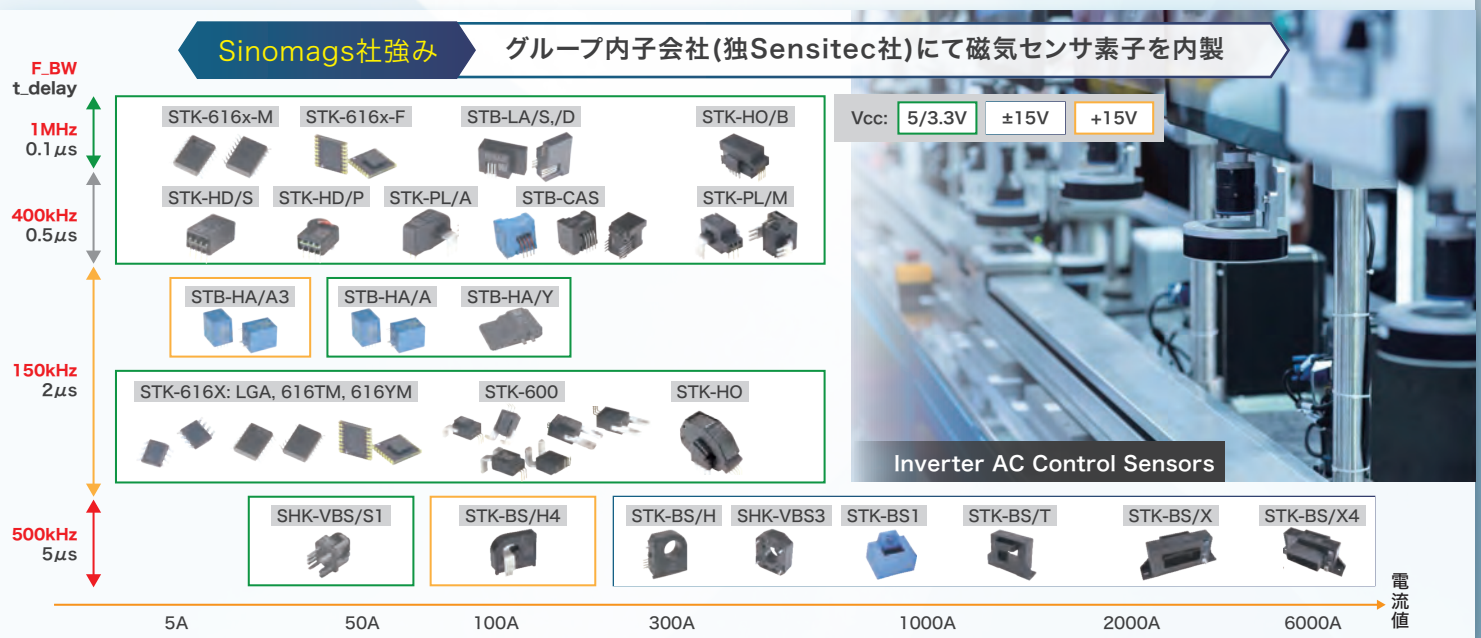 Sinomags社強み
グループ内子会社(独Sensitec社)にて磁気センサ素子を内製
F_BW
t_delay
1MHz
0.1μs
400kHz
0.5μs
150kHz
2μs
500kHz
5μs
STK-616x-M
STK-616x-F
STB-LA/S,/D
STK-HO/B
Vcc: 5/3.3V ±15V +15V
STK-HD/S
STK-HD/P
STK-PL/A
STB-CAS
STK-PL/M
STB-HA/A3
STB-HA/A
STB-HA/Y
STK-616X: LGA, 616TM, 616YM
STK-600
STK-HO
Inverter AC Control Sensors
SHK-VBS/S1
STK-BS/H4
STK-BS/H
SHK-VBS3
STK-BS1
STK-BS/T
STK-BS/X
STK-BS/X4
5A
50A
100A
300A
1000A
2000A
6000A
電流値